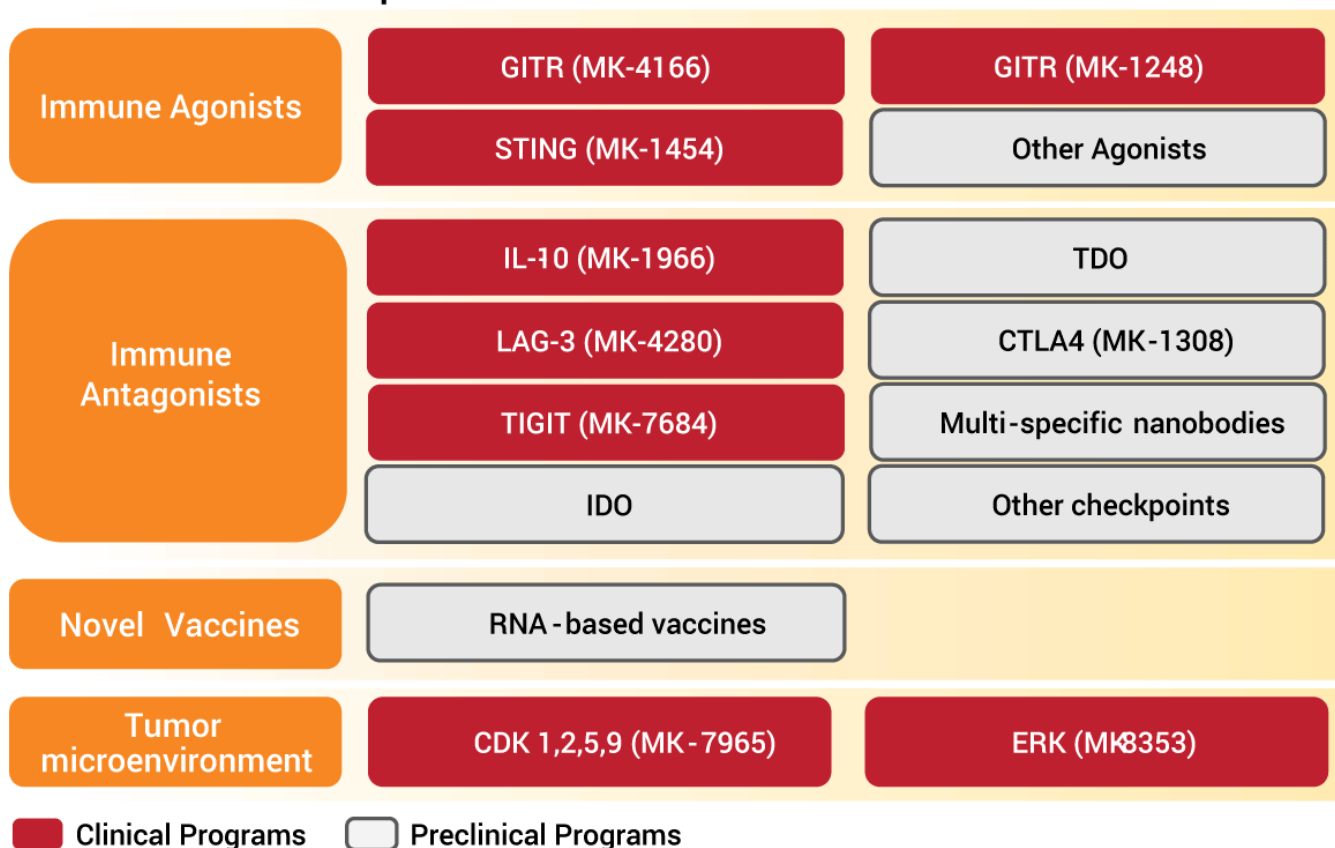 Immune Agonists
GITR (MK-4166)
GITR (MK-1248)
STING (MK-1454)
Other Agonists
Immune
Antagonists
IL-10 (MK-1966)
TDO
LAG-3 (MK-4280)
CTLA4 (MK-1308)
TIGIT (MK-7684)
Multi-specific nanobodies
IDO
Other checkpoints
Novel Vaccines
RNA-based vaccines
Tumor
microenvironment
CDK 1,2,5,9 (MK-7965)
ERK (MK8353)
Clinical Programs
Preclinical Programs